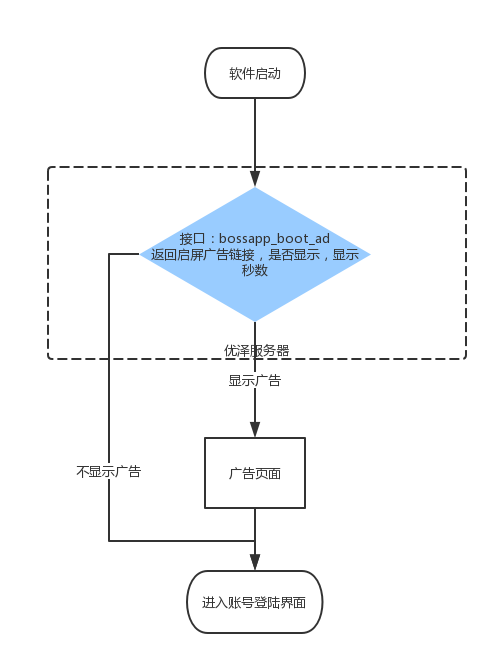 软件启动
接口：bossapp_boot_ad
返回启屏广告链接，是否显示，显示
秒数
优泽服务器
显示广告
不显示广告
广告页面
进入账号登陆界面